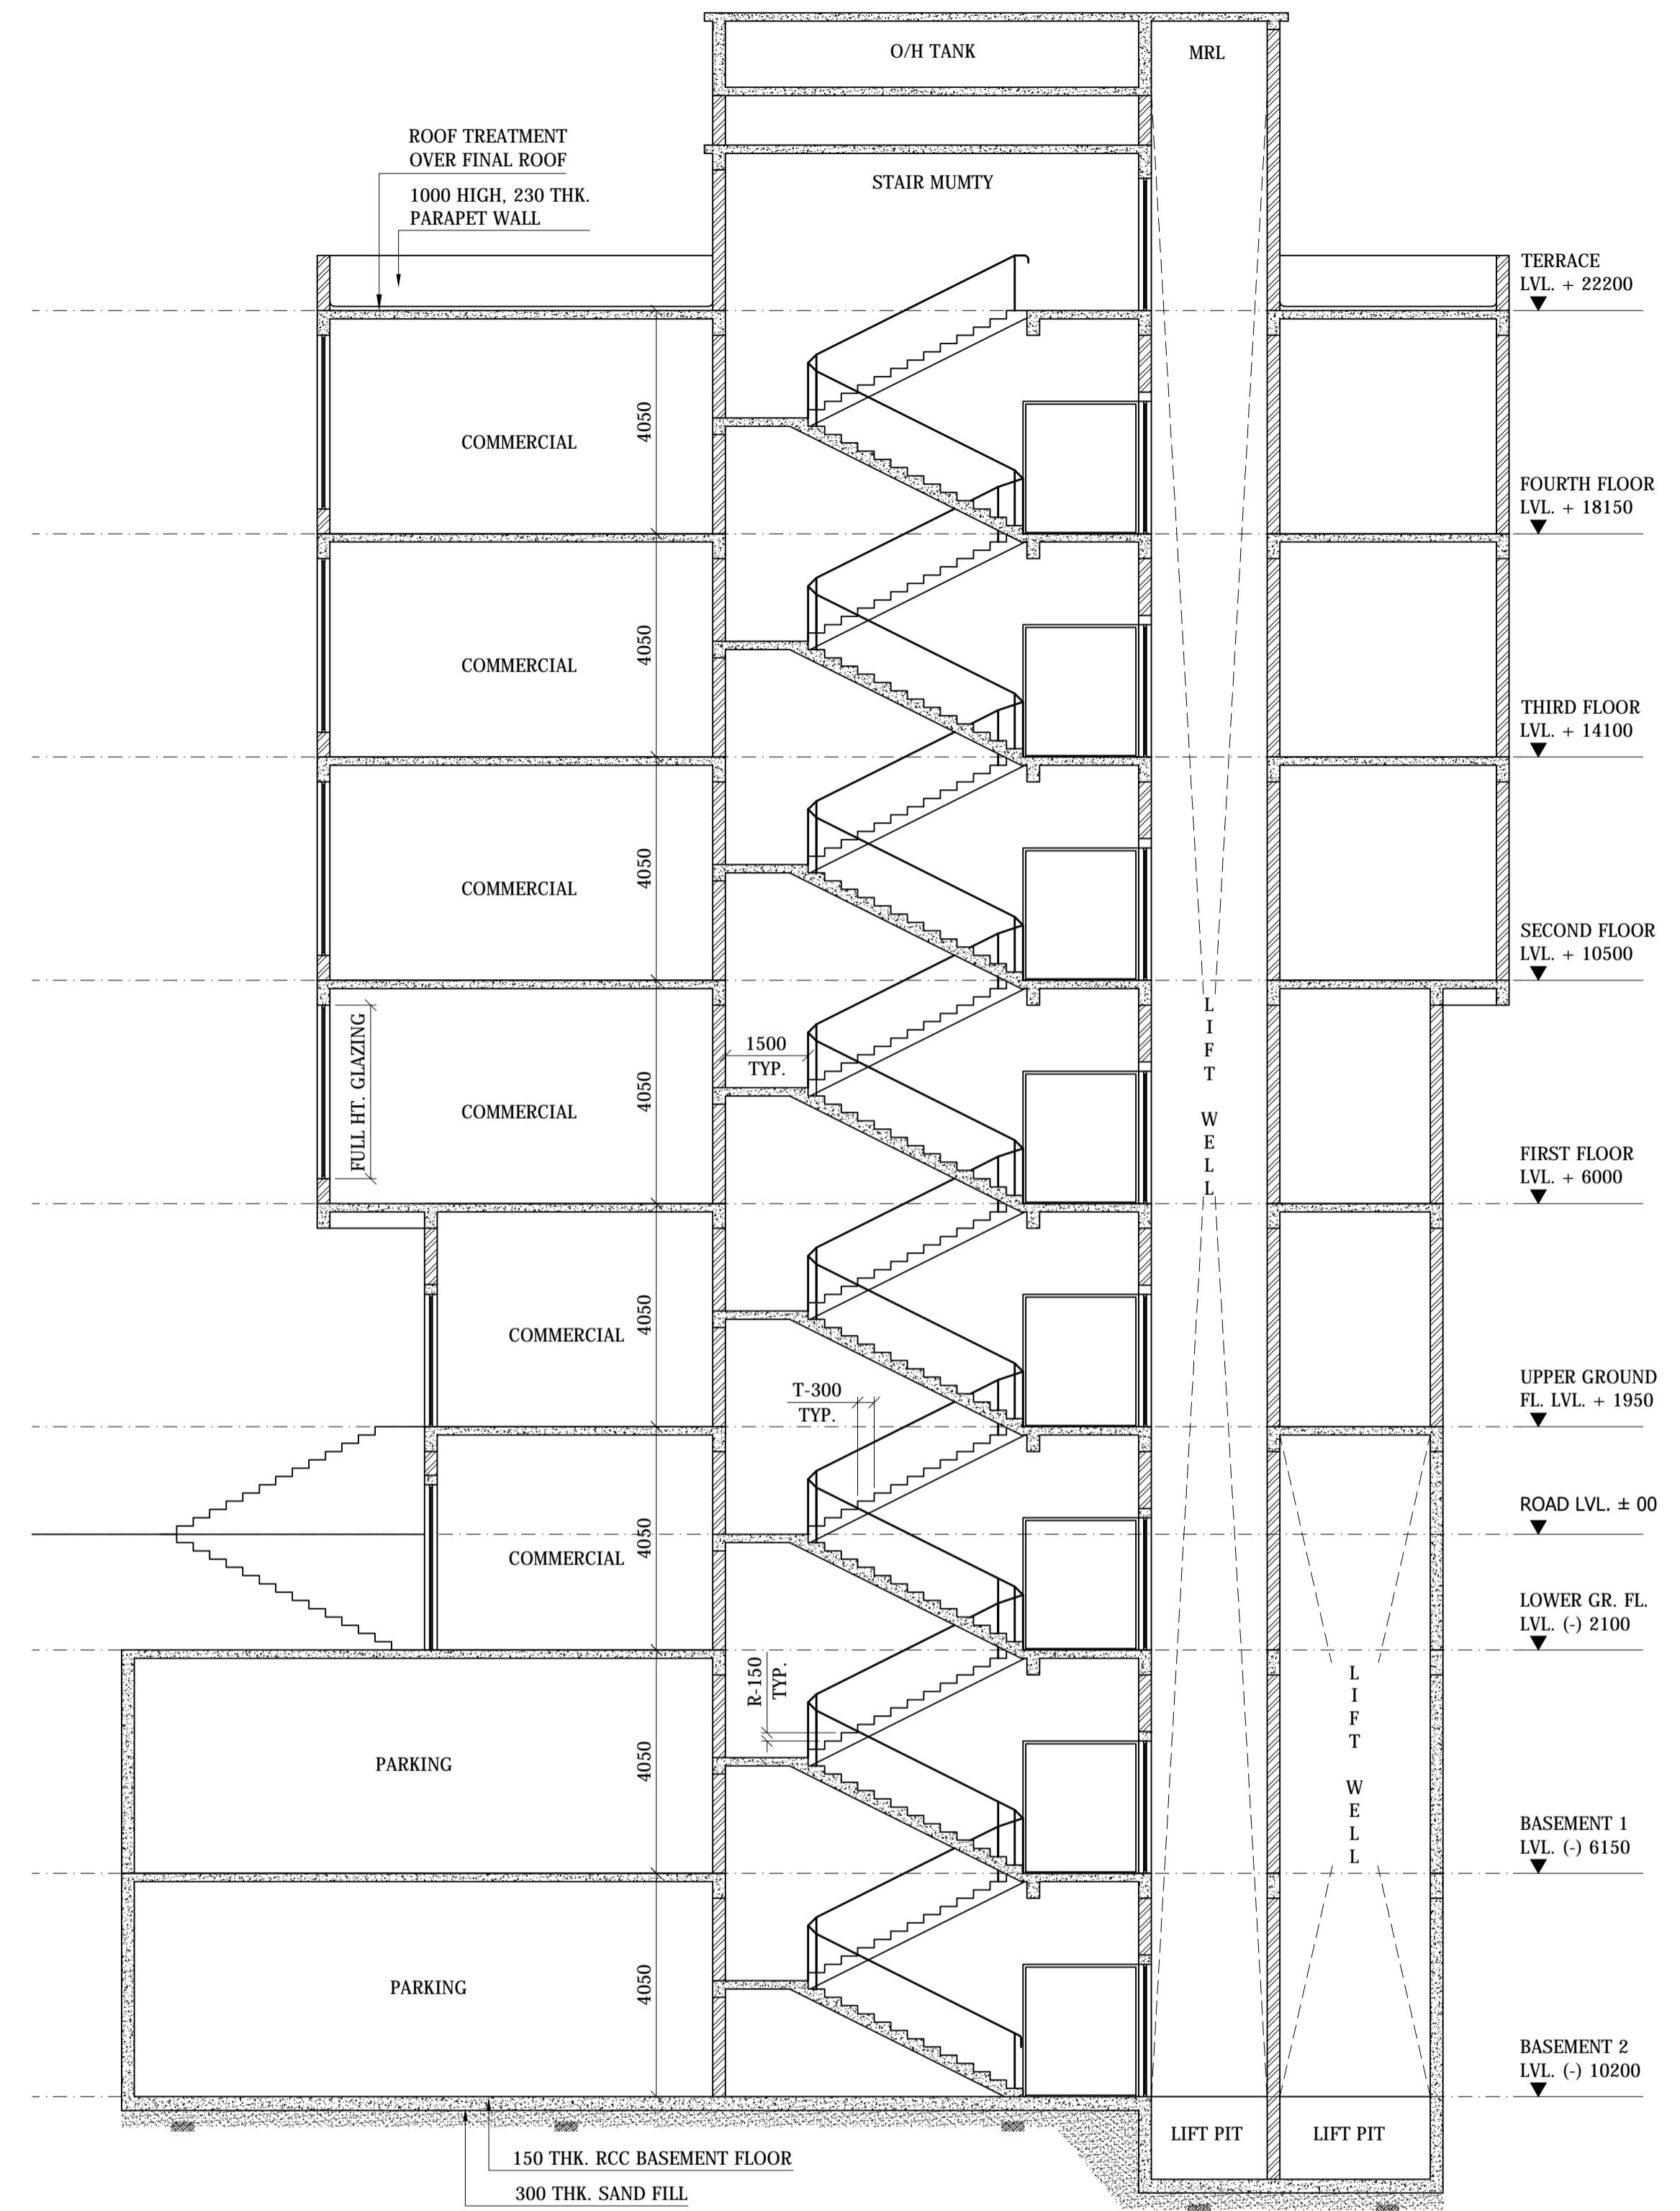 O/H TANK
MRL
ROOF TREATMENT
OVER FINAL ROOF
1000 HIGH, 230 THK.
PARAPET WALL
STAIR MUMTY
TERRACE
LVL. + 22200
COMMERCIAL
4050
FOURTH FLOOR
LVL. + 18150
COMMERCIAL
4050
THIRD FLOOR
LVL. + 14100
COMMERCIAL
4050
SECOND FLOOR
LVL. + 10500
FULL HT. GLAZING
COMMERCIAL
4050
1500
TYP.
LIFT WELL
FIRST FLOOR
LVL. + 6000
COMMERCIAL
4050
UPPER GROUND
FL. LVL. + 1950
T-300
TYP.
ROAD LVL. ± 00
COMMERCIAL
4050
LOWER GR. FL.
LVL. (-) 2100
R-150
TYP.
PARKING
4050
LIFT WELL
BASEMENT 1
LVL. (-) 6150
PARKING
4050
BASEMENT 2
LVL. (-) 10200
LIFT PIT
LIFT PIT
150 THK. RCC BASEMENT FLOOR
300 THK. SAND FILL